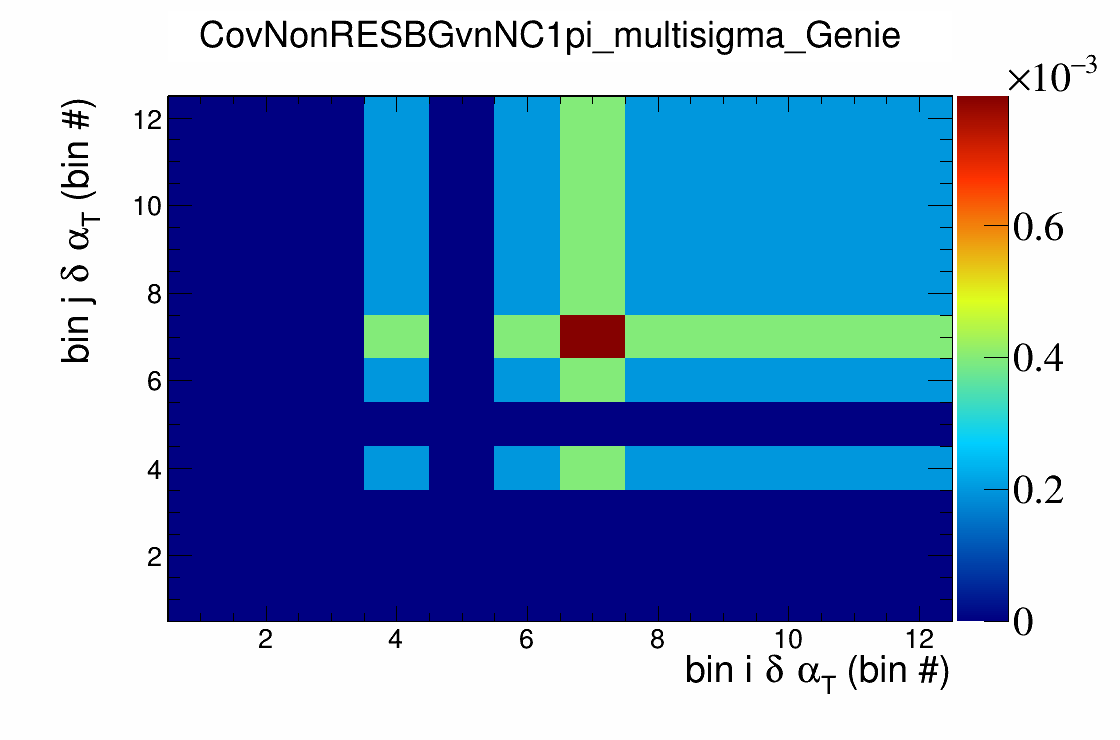 CovNonRESBGvnNC1pi_multisigma_Genie
×10⁻³
bin j δ α_T (bin #)
12
10
8
6
4
2
0.6
0.4
0.2
0
2 4 6 8 10 12
bin i δ α_T (bin #)